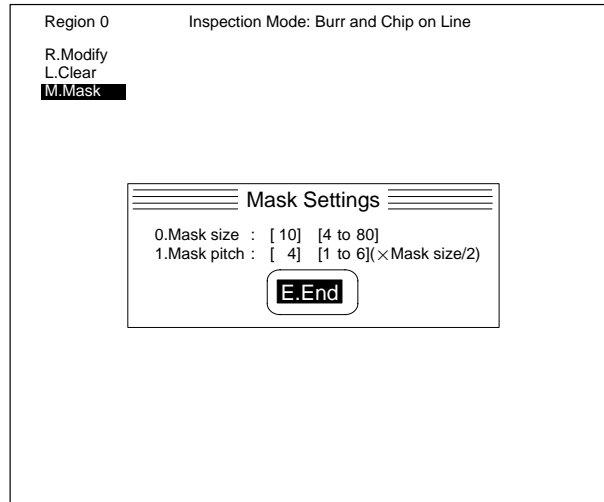 Region 0 Inspection Mode: Burr and Chip on Line
R.Modify
L.Clear
M.Mask
Mask Settings
0.Mask size : [ 10] [4 to 80]
1.Mask pitch : [ 4] [1 to 6](×Mask size/2)
E.End